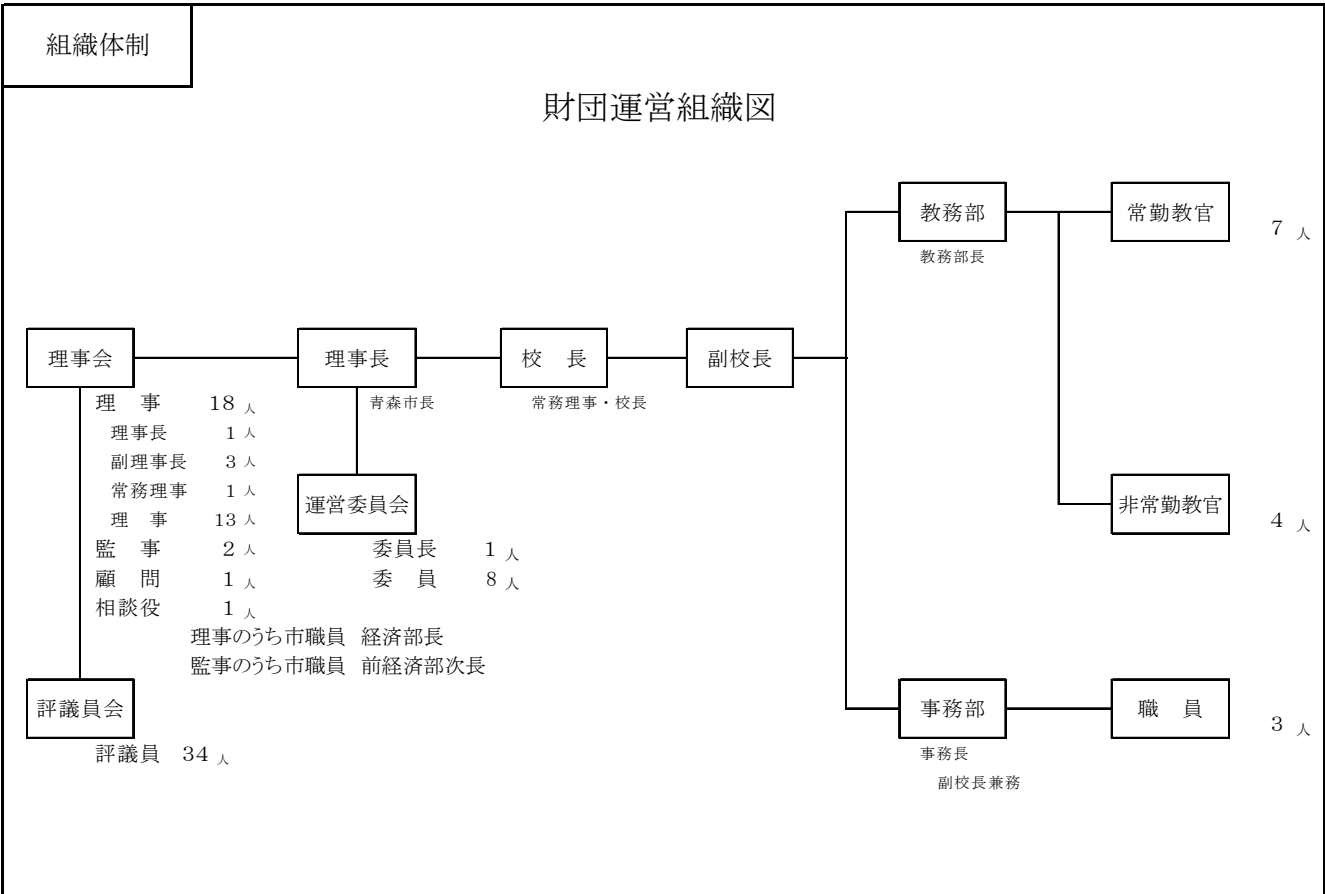 組織体制
財団運営組織図
教務部
常勤教官
7 人
教務部長
理事会
理事長
校　長
副校長
青森市長
常務理事・校長
理　事　18 人
理事長　1 人
副理事長　3 人
常務理事　1 人
理　事　13 人
監　事　2 人
顧　問　1 人
相談役　1 人
運営委員会
委員長　1 人
委　員　8 人
非常勤教官
4 人
理事のうち市職員　経済部長
監事のうち市職員　前経済部次長
評議員会
評議員　34 人
事務部
職　員
3 人
事務長
副校長兼務